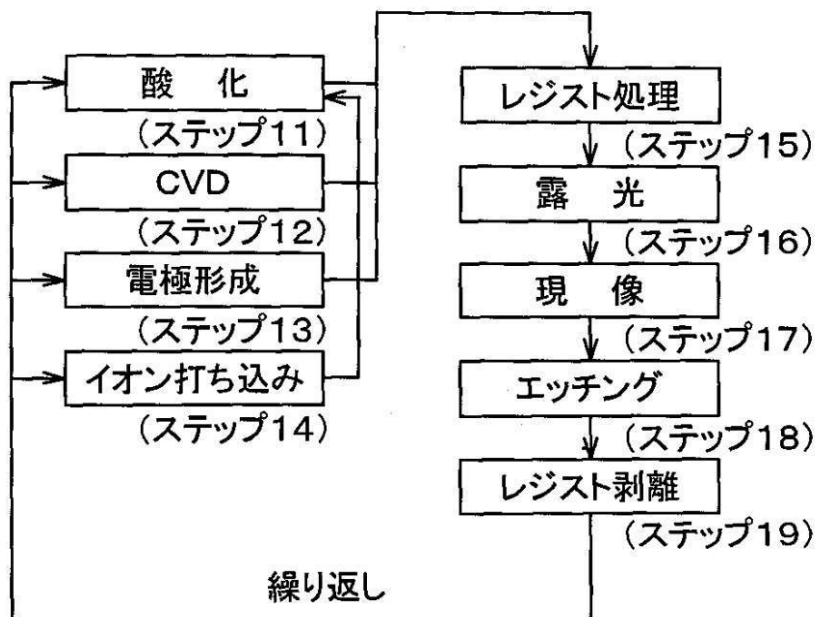 酸 化
(ステップ11)
CVD
(ステップ12)
電極形成
(ステップ13)
イオン打ち込み
(ステップ14)
レジスト処理
(ステップ15)
露 光
(ステップ16)
現 像
(ステップ17)
エッチング
(ステップ18)
レジスト剥離
(ステップ19)
繰り返し